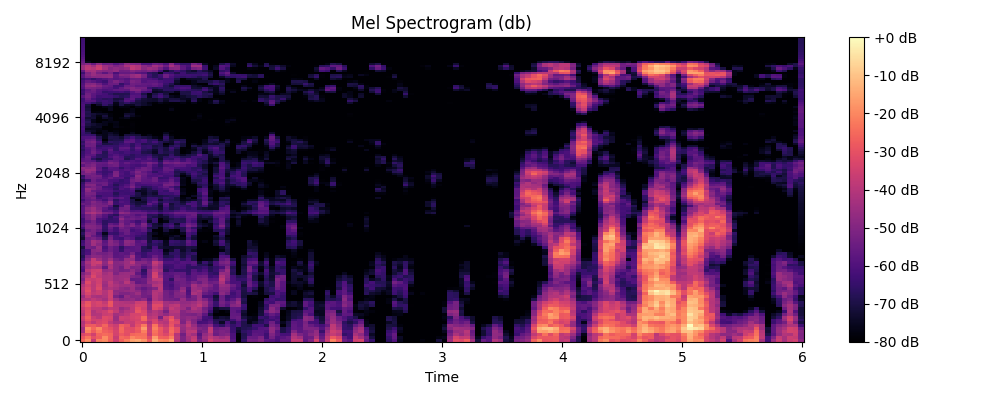 Mel Spectrogram (db)
+0 dB
8192
-10 dB
4096
-20 dB
-30 dB
Hz
2048
-40 dB
1024
-50 dB
-60 dB
512
-70 dB
0
-80 dB
0 1 2 3 4 5 6
Time